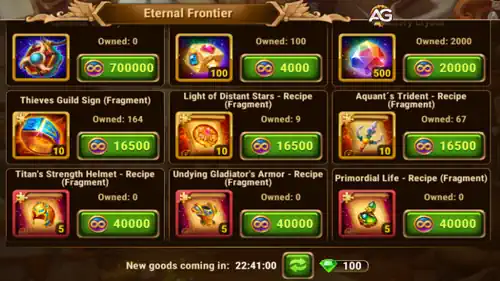 Eternal Frontier
AG
Owned: 0
700000
Owned: 100
100
4000
Owned: 2000
500
20000
Thieves Guild Sign (Fragment)
Owned: 164
10
16500
Light of Distant Stars - Recipe
(Fragment)
Owned: 9
10
16500
Aquant´s Trident - Recipe
(Fragment)
Owned: 67
10
16500
Titan's Strength Helmet - Recipe
(Fragment)
Owned: 0
5
40000
Undying Gladiator's Armor - Recipe
(Fragment)
Owned: 0
5
40000
Primordial Life - Recipe (Fragment)
Owned: 0
5
40000
New goods coming in: 22:41:00
100